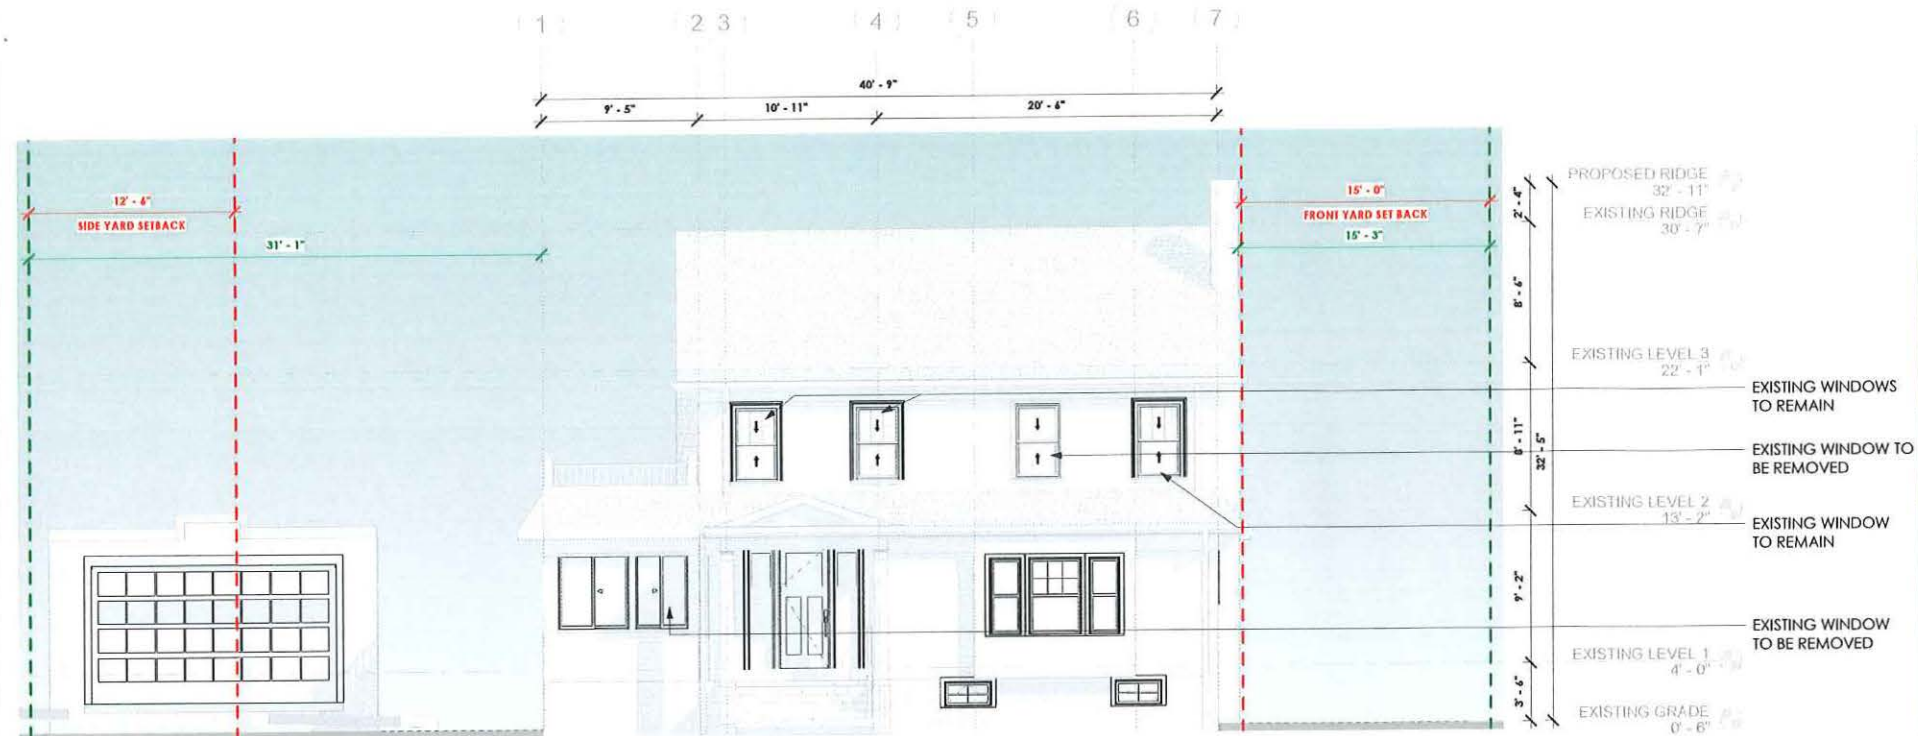 1 2 3 4 5 6 7
40' - 9"
9' - 5" 10' - 11" 20' - 6"
12' - 6"
SIDE YARD SETBACK
31' - 1"
15' - 0"
FRONT YARD SET BACK
15' - 3"
2' - 4"
8' - 6"
8' - 11"
9' - 2"
3' - 6"
32' - 5"
PROPOSED RIDGE
32' - 11"
EXISTING RIDGE
30' - 7"
EXISTING LEVEL 3
22' - 1"
EXISTING WINDOWS
TO REMAIN
EXISTING WINDOW TO
BE REMOVED
EXISTING LEVEL 2
13' - 2"
EXISTING WINDOW
TO REMAIN
EXISTING WINDOW
TO BE REMOVED
EXISTING LEVEL 1
4' - 0"
EXISTING GRADE
0' - 6"